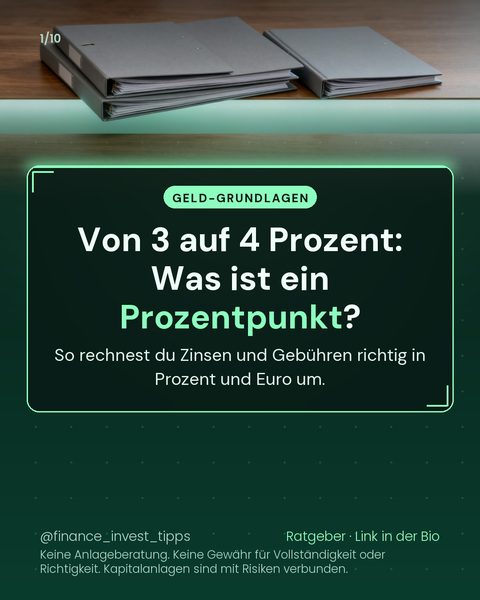 1/10
GELD-GRUNDLAGEN
Von 3 auf 4 Prozent:
Was ist ein
Prozentpunkt?
So rechnest du Zinsen und Gebühren richtig in
Prozent und Euro um.
@finance_invest_tipps
Ratgeber · Link in der Bio
Keine Anlageberatung. Keine Gewähr für Vollständigkeit oder
Richtigkeit. Kapitalanlagen sind mit Risiken verbunden.